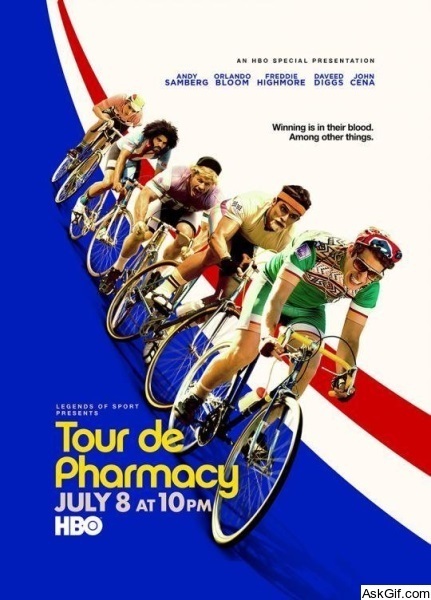 AN HBO SPECIAL PRESENTATION
ANDY SAMBERG
ORLANDO BLOOM
FREDDIE HIGHMORE
DAVEED DIGGS
JOHN CENA
Winning is in their blood.
Among other things.
LEGENDS OF SPORT
PRESENTS
Tour de
Pharmacy
JULY 8 AT 10PM
HBO
AskGif.com